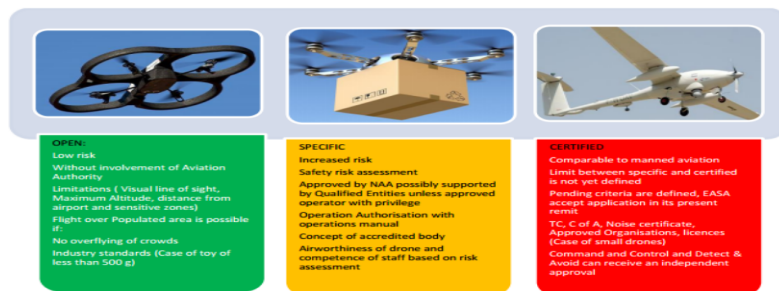 OPEN:
Low risk
Without involvement of Aviation
Authority
Limitations ( Visual line of sight,
Maximum Altitude, distance from
airport and sensitive zones)
Flight over Populated area is possible
if:
No overflying of crowds
Industry standards (Case of toy of
less than 500 g)
SPECIFIC
Increased risk
Safety risk assessment
Approved by NAA possibly supported
by Qualified Entities unless approved
operator with privilege
Operation Authorisation with
operations manual
Concept of accredited body
Airworthiness of drone and
competence of staff based on risk
assessment
CERTIFIED
Comparable to manned aviation
Limit between specific and certified
is not yet defined
Pending criteria are defined, EASA
accept application in its present
remit
TC, C of A, Noise certificate,
Approved Organisations, licences
(Case of small drones)
Command and Control and Detect &
Avoid can receive an independent
approval